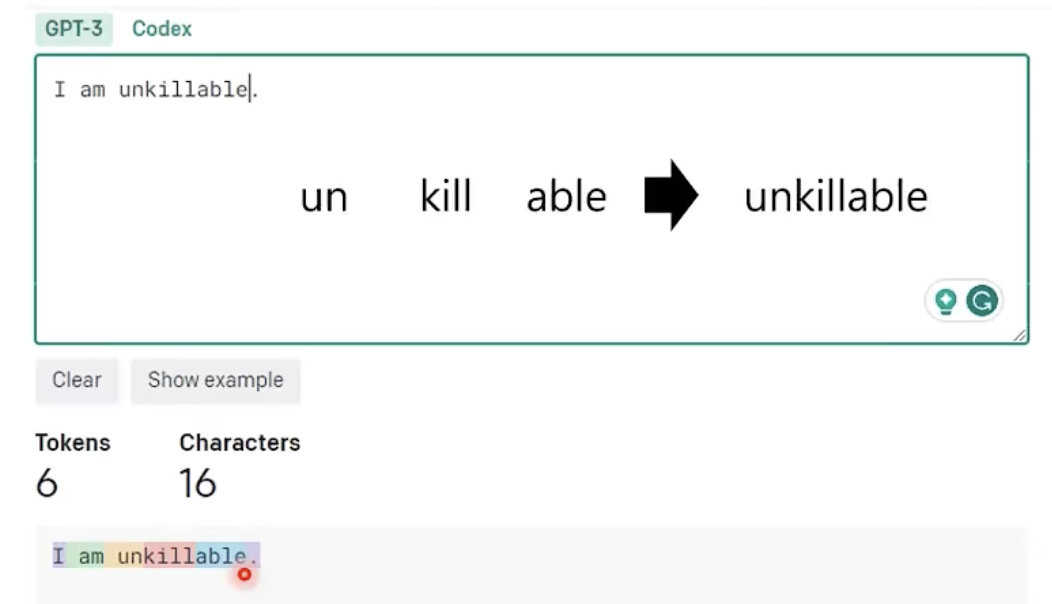 GPT-3 Codex
I am unkillable.
un kill able unkillable
Clear Show example
Tokens Characters
6 16
I am unkillable.